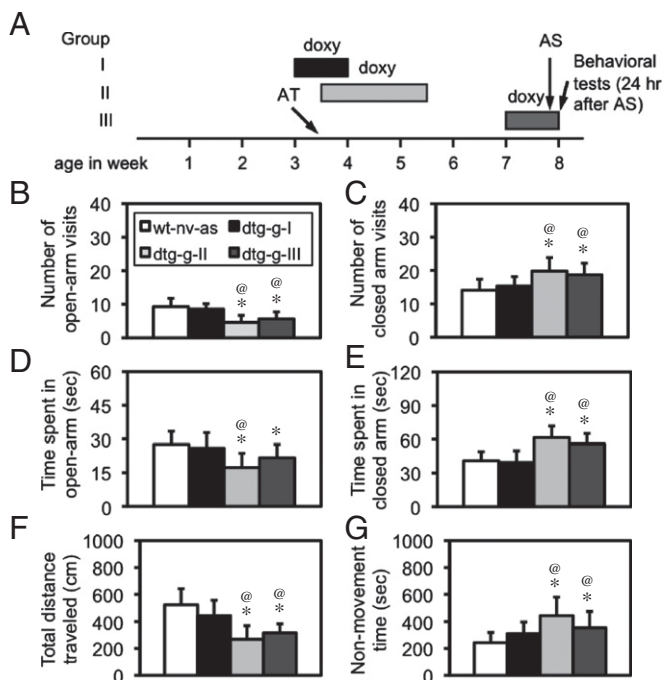 A
Group
I
II
III
doxy
doxy
doxy
AT
AS
Behavioral
tests (24 hr
after AS)
age in week
1 2 3 4 5 6 7 8
B
Number of
open-arm visits
40
30
20
10
0
wt-nv-as dtg-g-I
dtg-g-II dtg-g-III
@
*
@
*
C
Number of
closed arm visits
40
30
20
10
0
@
*
@
*
D
Time spent in
open-arm (sec)
60
45
30
15
0
@
*
*
E
Time spent in
closed arm (sec)
120
90
60
30
0
@
*
@
*
F
Total distance
traveled (cm)
1000
800
600
400
200
0
@
*
@
*
G
Non-movement
time (sec)
1000
800
600
400
200
0
@
*
@
*